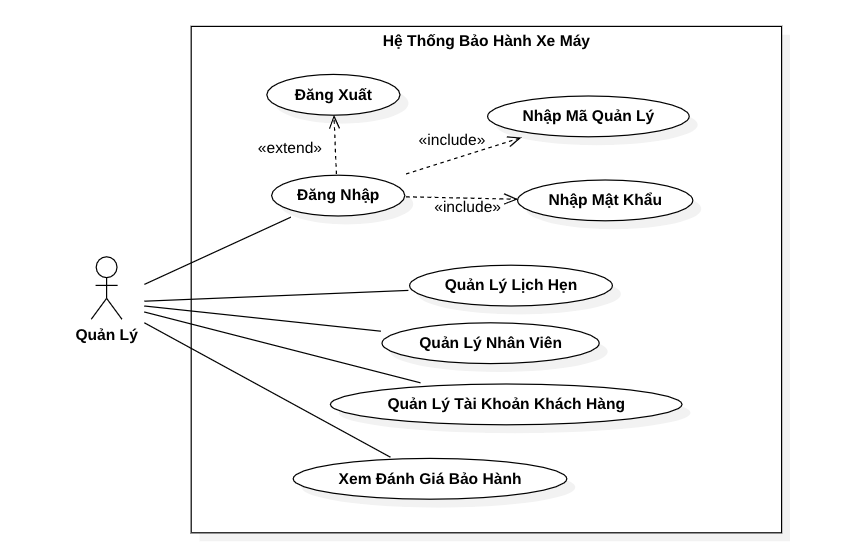 Hệ Thống Bảo Hành Xe Máy
Đăng Xuất
Nhập Mã Quản Lý
«include»
«extend»
Đăng Nhập
Nhập Mật Khẩu
«include»
Quản Lý Lịch Hẹn
Quản Lý
Quản Lý Nhân Viên
Quản Lý Tài Khoản Khách Hàng
Xem Đánh Giá Bảo Hành